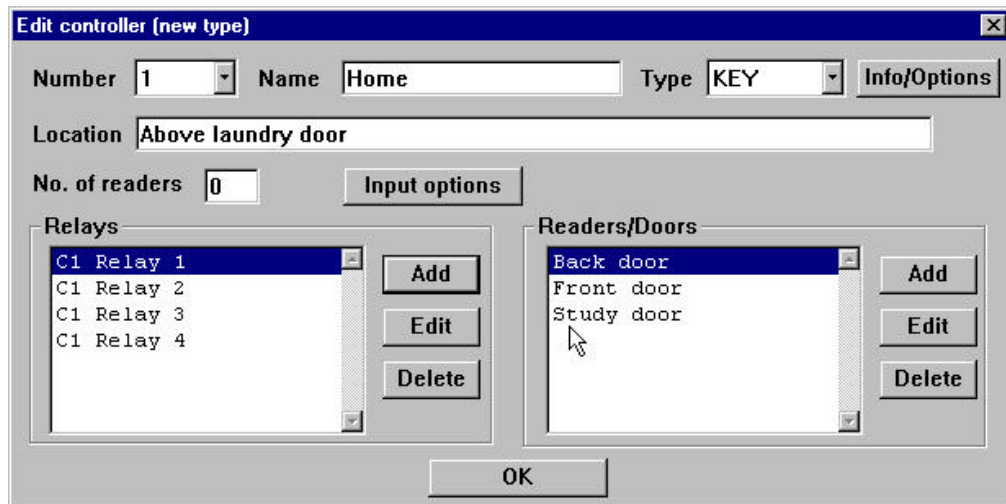 Edit controller (new type)
Number 1 Name Home Type KEY Info/Options
Location Above laundry door
No. of readers 0 Input options
Relays
C1 Relay 1
C1 Relay 2
C1 Relay 3
C1 Relay 4
Add
Edit
Delete
Readers/Doors
Back door
Front door
Study door
Add
Edit
Delete
OK